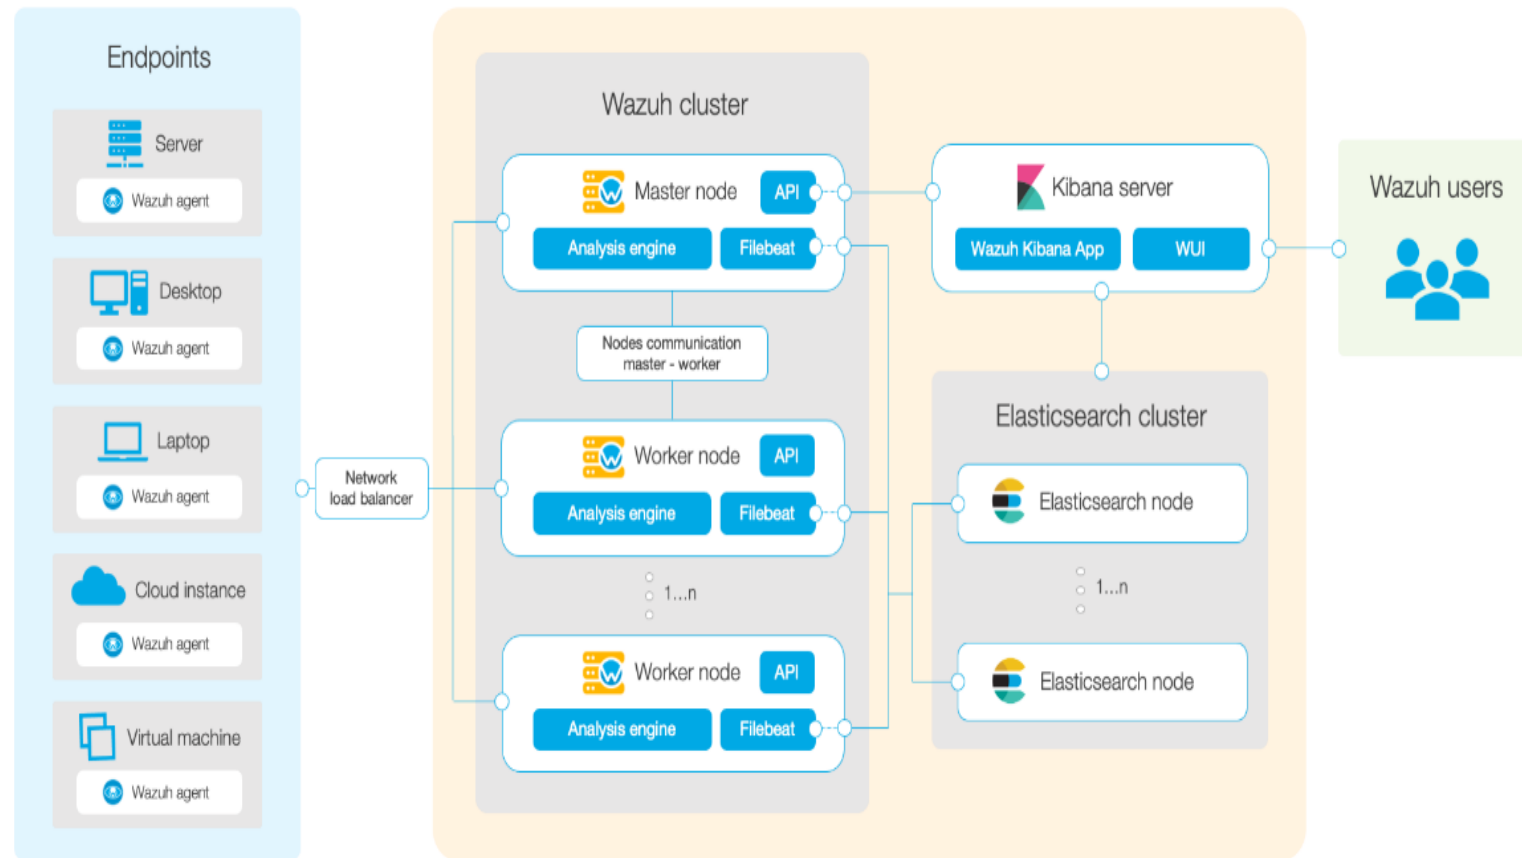 Endpoints
Server
Wazuh agent
Desktop
Wazuh agent
Laptop
Wazuh agent
Cloud instance
Wazuh agent
Virtual machine
Wazuh agent
Network
load balancer
Wazuh cluster
Master node
API
Analysis engine
Filebeat
Nodes communication
master - worker
Worker node
API
Analysis engine
Filebeat
1...n
Worker node
API
Analysis engine
Filebeat
Kibana server
Wazuh Kibana App
WUI
Elasticsearch cluster
Elasticsearch node
1...n
Elasticsearch node
Wazuh users